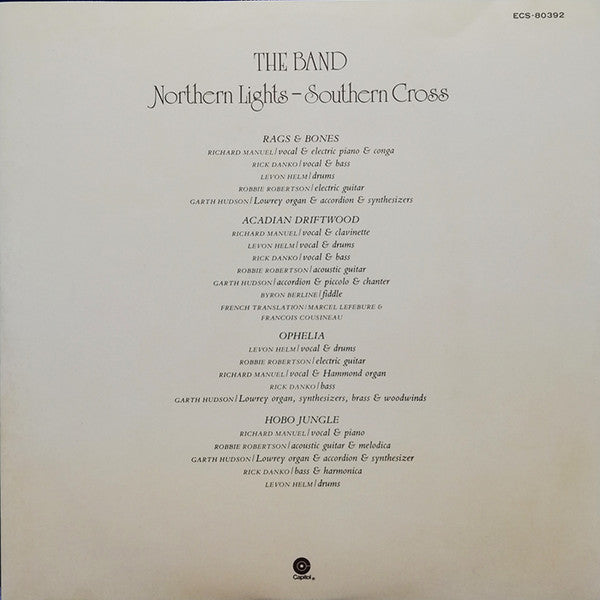 ECS-80392
THE BAND
Northern Lights – Southern Cross
RAGS & BONES
RICHARD MANUEL/vocal & electric piano & conga
RICK DANKO/vocal & bass
LEVON HELM/drums
ROBBIE ROBERTSON/electric guitar
GARTH HUDSON/Lowrey organ & accordion & synthesizers
ACADIAN DRIFTWOOD
RICHARD MANUEL/vocal & clavinette
LEVON HELM/vocal & drums
RICK DANKO/vocal & bass
ROBBIE ROBERTSON/acoustic guitar
GARTH HUDSON/accordion & piccolo & chanter
BYRON BERLINE/fiddle
FRENCH TRANSLATION/MARCEL LEFEBURE &
FRANCOIS COUSINEAU
OPHELIA
LEVON HELM/vocal & drums
ROBBIE ROBERTSON/electric guitar
RICHARD MANUEL/vocal & Hammond organ
RICK DANKO/bass
GARTH HUDSON/Lowrey organ, synthesizers, brass & woodwinds
HOBO JUNGLE
RICHARD MANUEL/vocal & piano
ROBBIE ROBERTSON/acoustic guitar & melodica
GARTH HUDSON/Lowrey organ & accordion & synthesizer
RICK DANKO/bass & harmonica
LEVON HELM/drums
Capitol®